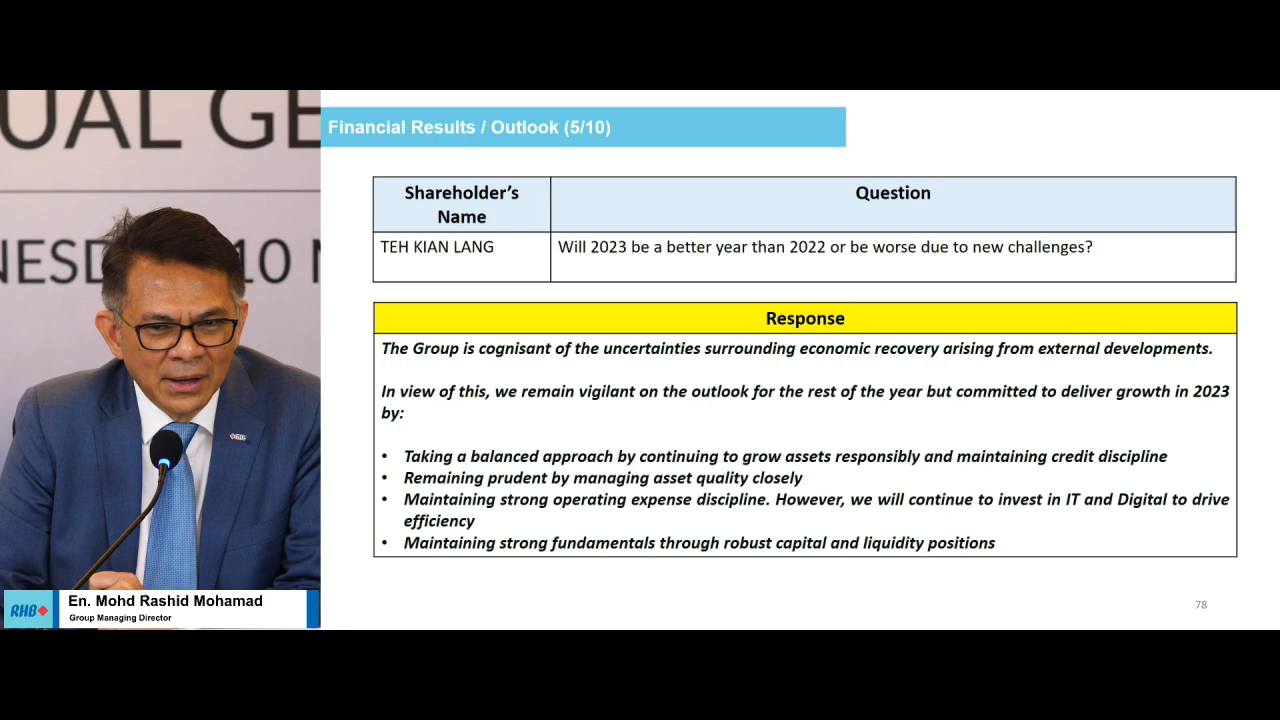 UAL GE
NESD 10
Financial Results / Outlook (5/10)
Shareholder's
Name
Question
TEH KIAN LANG
Will 2023 be a better year than 2022 or be worse due to new challenges?
Response
The Group is cognisant of the uncertainties surrounding economic recovery arising from external developments.
In view of this, we remain vigilant on the outlook for the rest of the year but committed to deliver growth in 2023
by:
• Taking a balanced approach by continuing to grow assets responsibly and maintaining credit discipline
• Remaining prudent by managing asset quality closely
• Maintaining strong operating expense discipline. However, we will continue to invest in IT and Digital to drive
efficiency
• Maintaining strong fundamentals through robust capital and liquidity positions
RHB
En. Mohd Rashid Mohamad
Group Managing Director
78